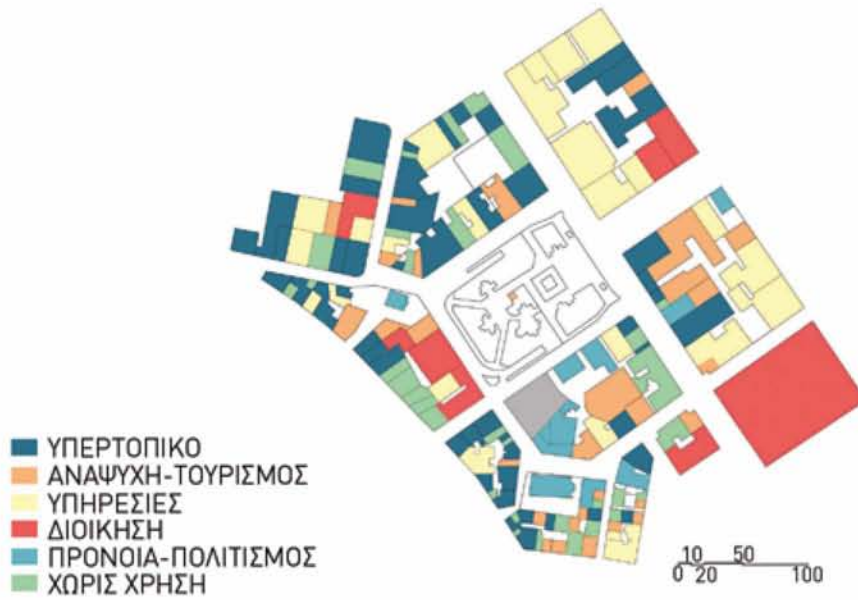 ΥΠΕΡΤΟΠΙΚΟ
ΑΝΑΨΥΧΗ-ΤΟΥΡΙΣΜΟΣ
ΥΠΗΡΕΣΙΕΣ
ΔΙΟΙΚΗΣΗ
ΠΡΟΝΟΙΑ-ΠΟΛΙΤΙΣΜΟΣ
ΧΩΡΙΣ ΧΡΗΣΗ
10 50
0 20 100